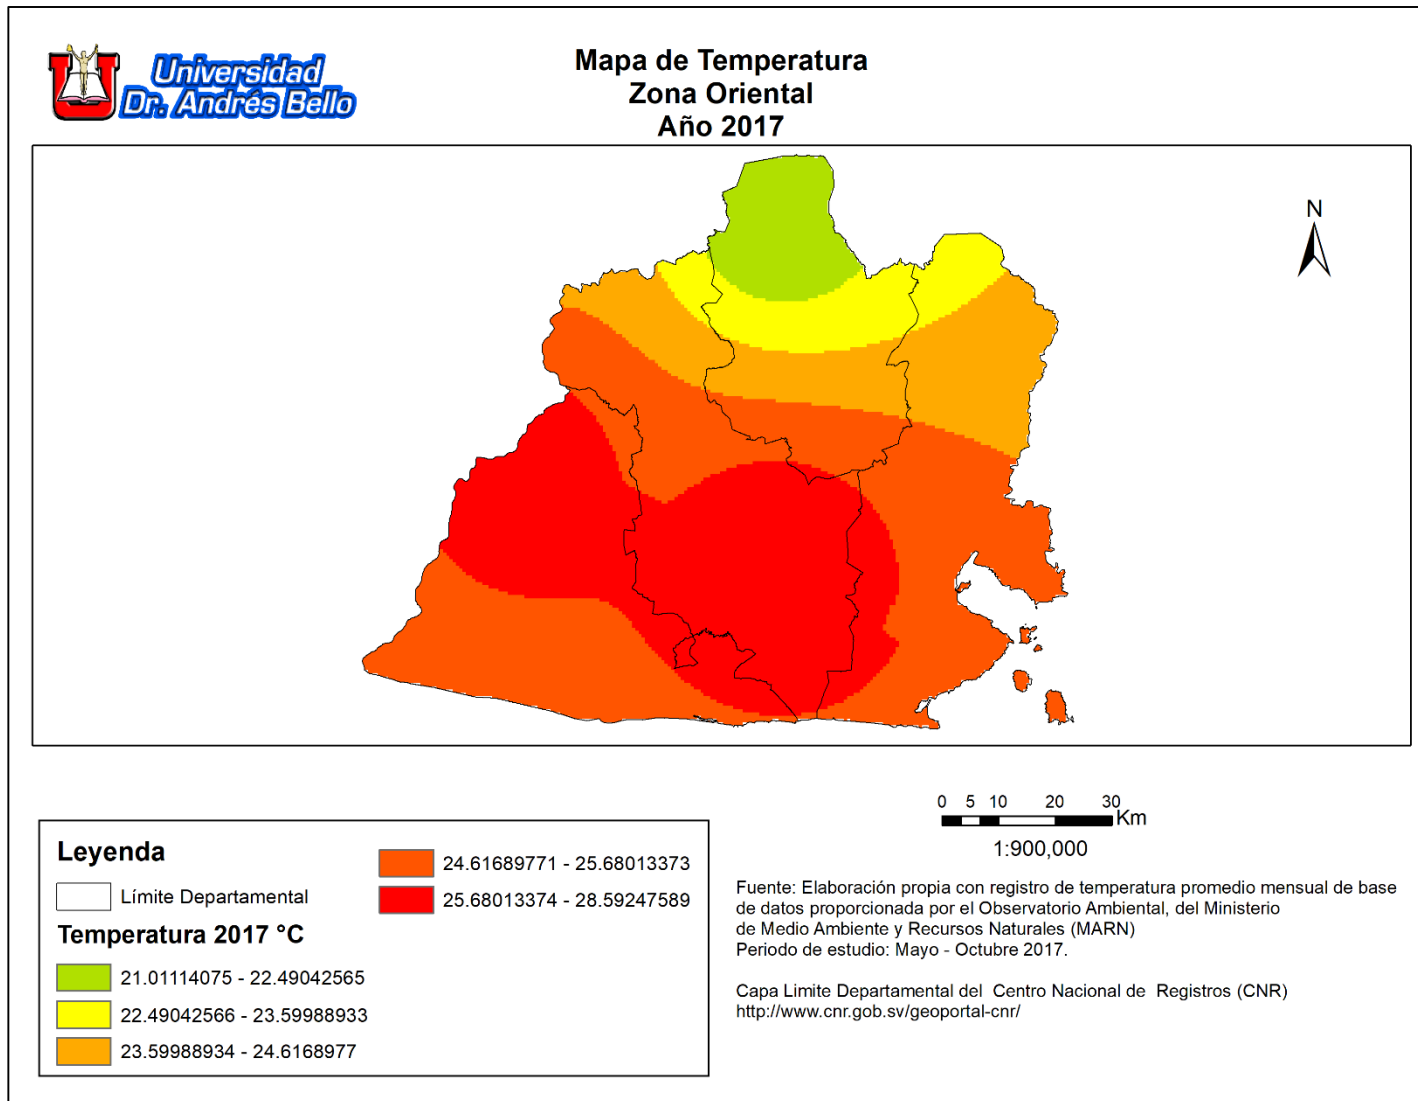 Universidad
Dr. Andrés Bello
Mapa de Temperatura
Zona Oriental
Año 2017
N
0 5 10 20 30
Km
1:900,000
Leyenda
Límite Departamental
Temperatura 2017 °C
21.01114075 - 22.49042565
22.49042566 - 23.59988933
23.59988934 - 24.6168977
24.61689771 - 25.68013373
25.68013374 - 28.59247589
Fuente: Elaboración propia con registro de temperatura promedio mensual de base
de datos proporcionada por el Observatorio Ambiental, del Ministerio
de Medio Ambiente y Recursos Naturales (MARN)
Periodo de estudio: Mayo - Octubre 2017.
Capa Limite Departamental del Centro Nacional de Registros (CNR)
http://www.cnr.gob.sv/geoportal-cnr/